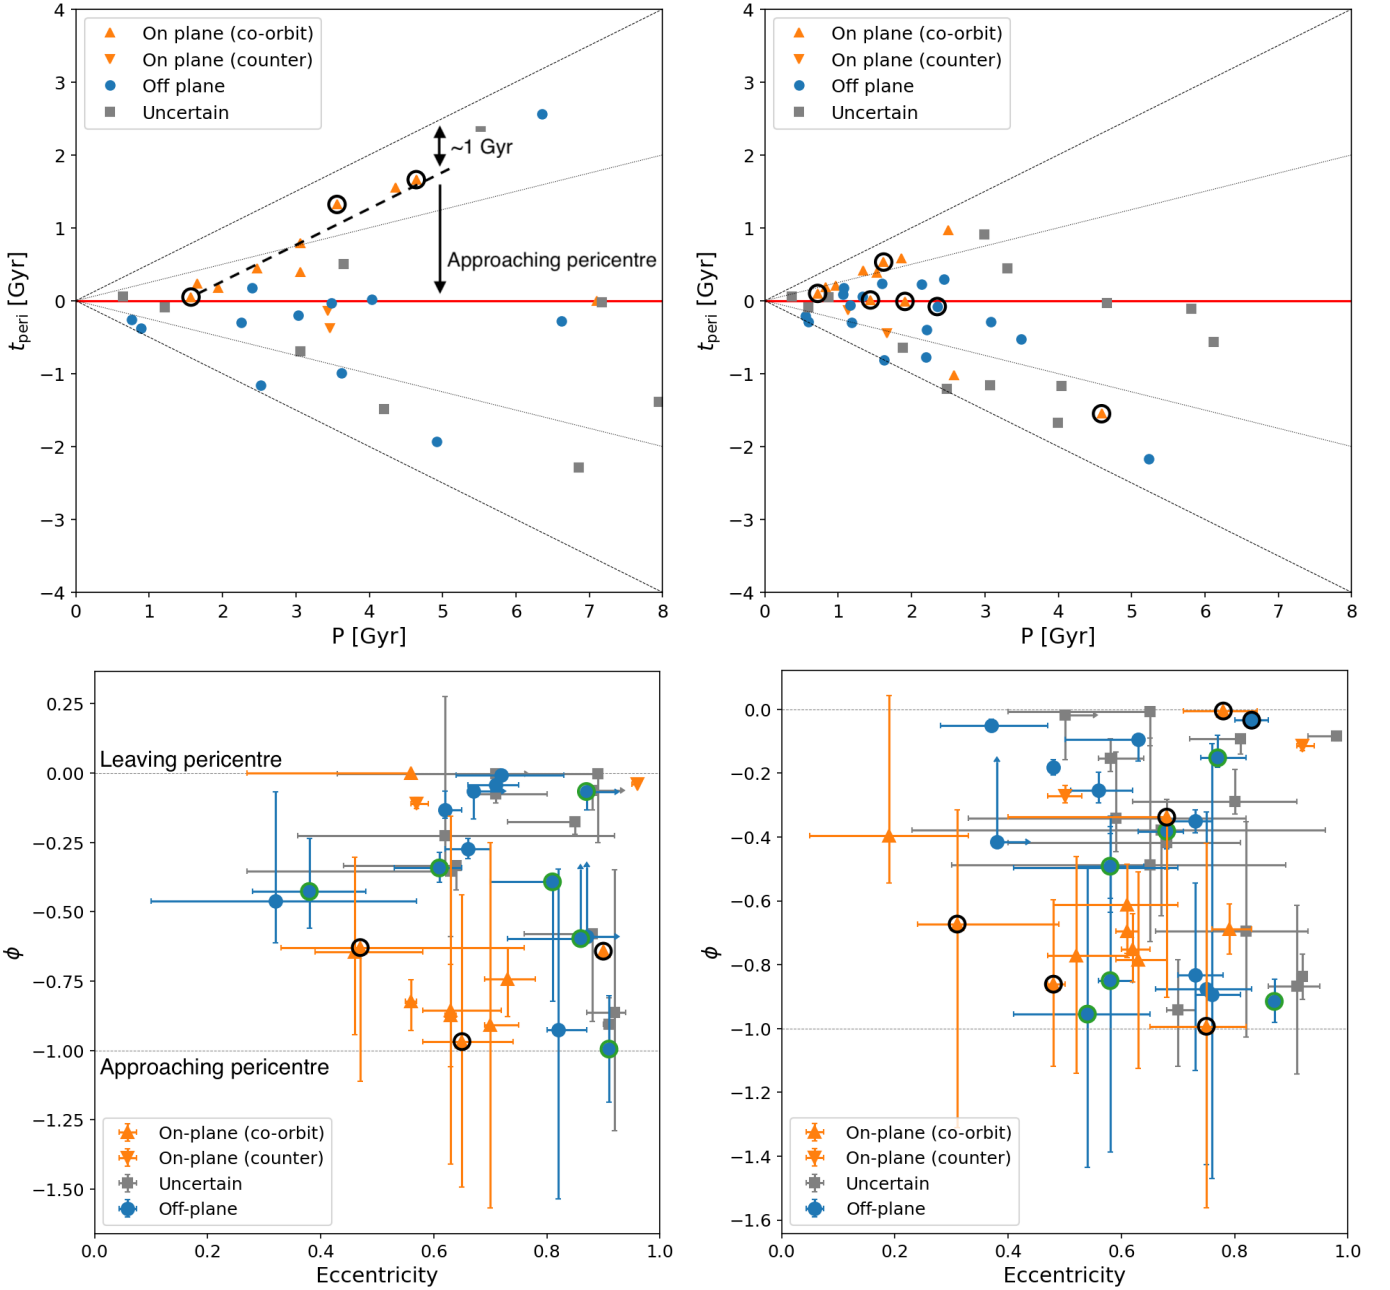 4
3
2
1
0
−1
−2
−3
−4
t_peri [Gyr]
0 1 2 3 4 5 6 7 8
P [Gyr]
On plane (co-orbit)
On plane (counter)
Off plane
Uncertain
~1 Gyr
Approaching pericentre
4
3
2
1
0
−1
−2
−3
−4
t_peri [Gyr]
0 1 2 3 4 5 6 7 8
P [Gyr]
On plane (co-orbit)
On plane (counter)
Off plane
Uncertain
0.25
0.00
−0.25
−0.50
−0.75
−1.00
−1.25
−1.50
ϕ
Leaving pericentre
Approaching pericentre
On-plane (co-orbit)
On-plane (counter)
Uncertain
Off-plane
0.0 0.2 0.4 0.6 0.8 1.0
Eccentricity
0.0
−0.2
−0.4
−0.6
−0.8
−1.0
−1.2
−1.4
−1.6
ϕ
On-plane (co-orbit)
On-plane (counter)
Uncertain
Off-plane
0.0 0.2 0.4 0.6 0.8 1.0
Eccentricity